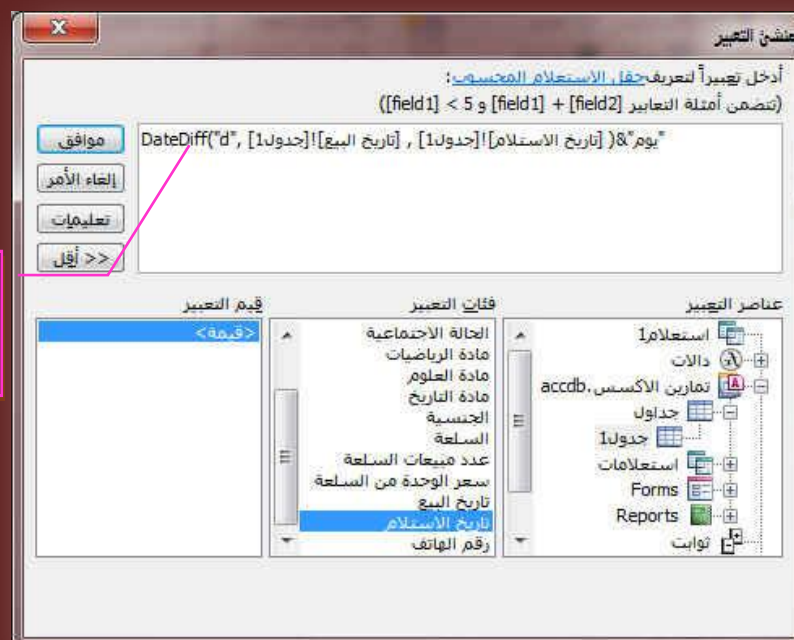 منشئ التعبير
أدخل تعبيراً لتعريف حقل الاستعلام المحسوب:
(تتضمن أمثلة التعابير [field1] + [field2] و [field1] < 5)
DateDiff("d", [جدول1]![تاريخ البيع] , [جدول1]![تاريخ الاستلام] )&"يوم"
موافق
إلغاء الأمر
تعليمات
<< أقل
عناصر التعبير
استعلام1
دالات
تمارين الاكسس.accdb
جداول
جدول1
استعلامات
Forms
Reports
ثوابت
فئات التعبير
الحالة الاجتماعية
مادة الرياضيات
مادة العلوم
مادة التاريخ
الجنسية
السلعة
عدد مبيعات السلعة
سعر الوحدة من السلعة
تاريخ البيع
تاريخ الاستلام
رقم الهاتف
قيم التعبير
<قيمة>